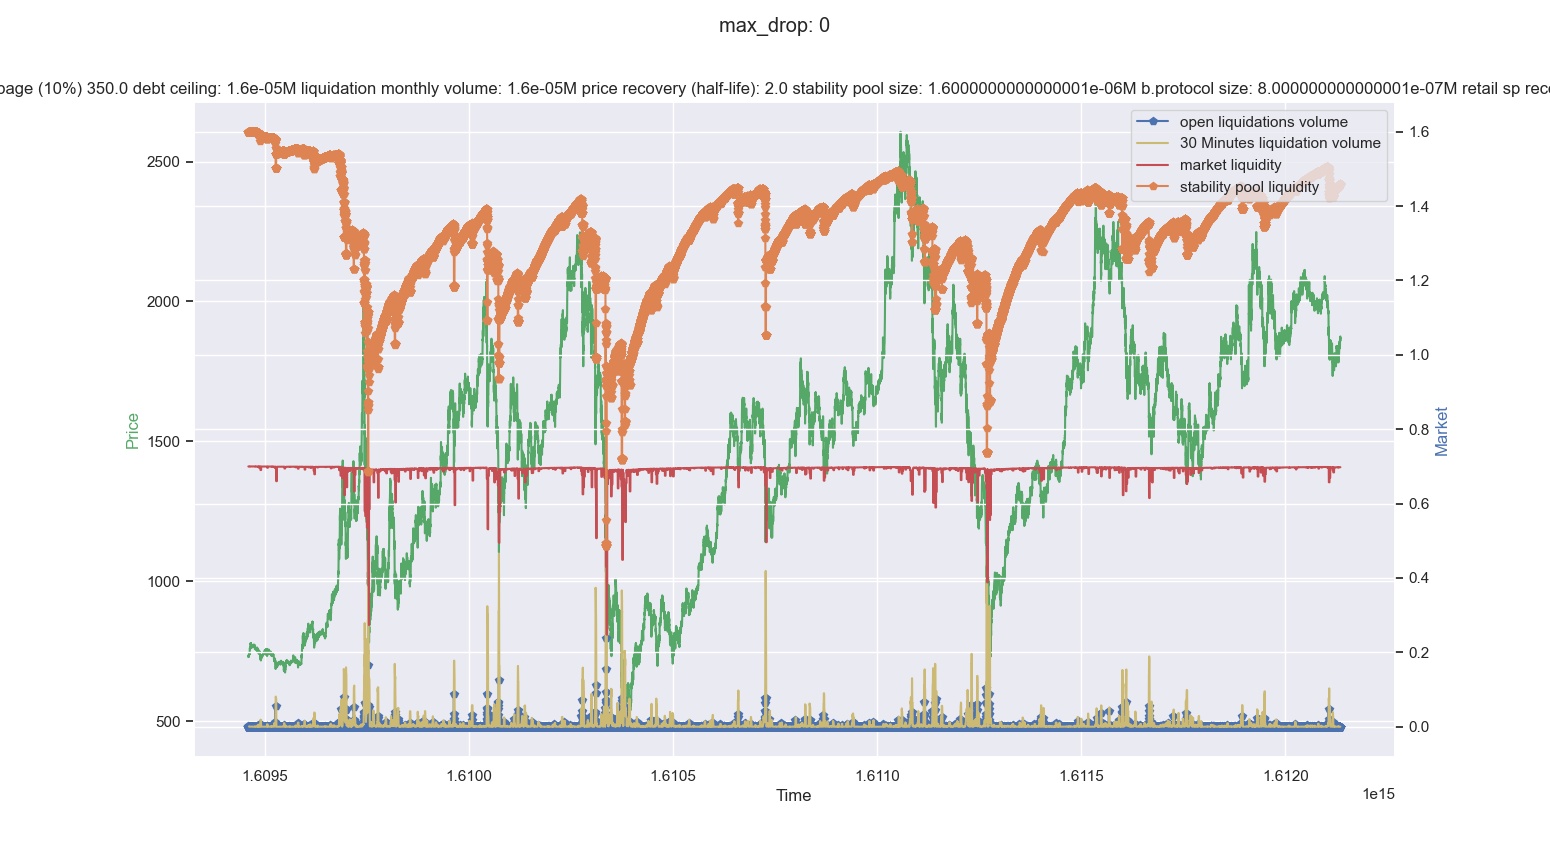 max_drop: 0
page (10%) 350.0 debt ceiling: 1.6e-05M liquidation monthly volume: 1.6e-05M price recovery (half-life): 2.0 stability pool size: 1.6000000000000001e-06M b.protocol size: 8.000000000000001e-07M retail sp reco
open liquidations volume
30 Minutes liquidation volume
market liquidity
stability pool liquidity
2500
2000
1500
1000
500
Price
1.6
1.4
1.2
1.0
0.8
0.6
0.4
0.2
0.0
Market
1.6095
1.6100
1.6105
1.6110
1.6115
1.6120
1e15
Time